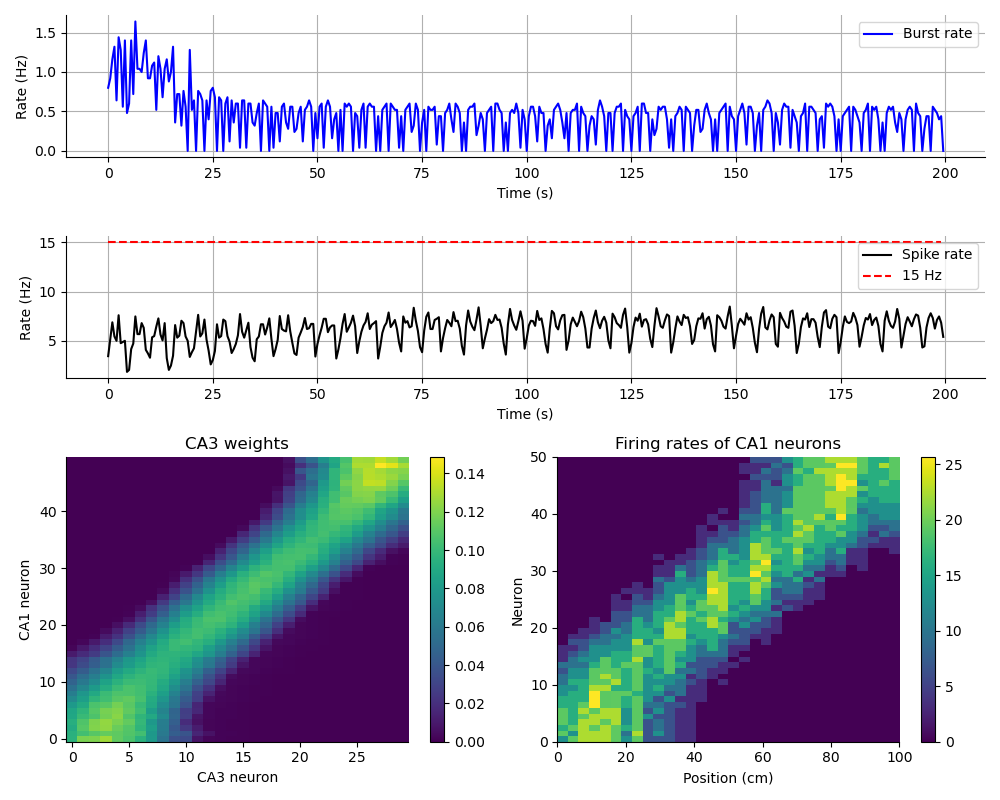 1.5
1.0
0.5
0.0
Rate (Hz)
Burst rate
0 25 50 75 100 125 150 175 200
Time (s)
15
10
5
Rate (Hz)
Spike rate
15 Hz
0 25 50 75 100 125 150 175 200
Time (s)
CA3 weights
40
30
20
10
0
CA1 neuron
0 5 10 15 20 25
CA3 neuron
0.14
0.12
0.10
0.08
0.06
0.04
0.02
0.00
Firing rates of CA1 neurons
50
40
30
20
10
0
Neuron
0 20 40 60 80 100
Position (cm)
25
20
15
10
5
0